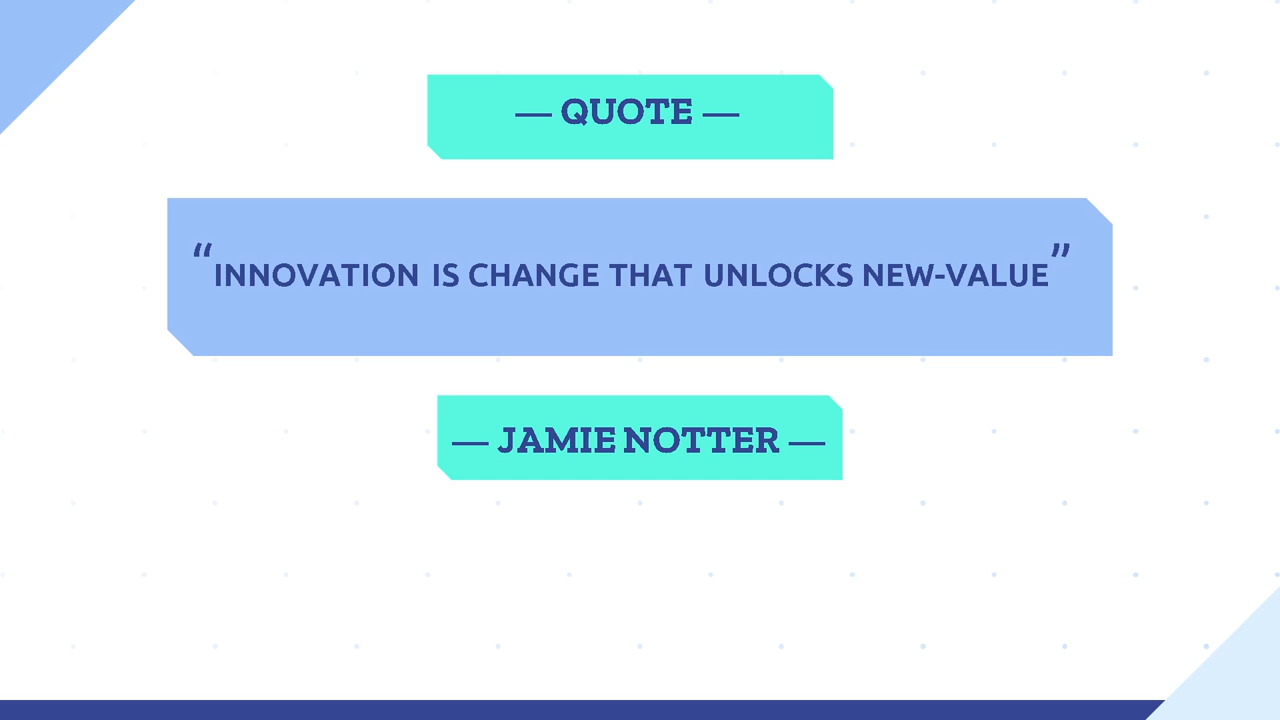 — QUOTE —
“INNOVATION IS CHANGE THAT UNLOCKS NEW-VALUE”
— JAMIE NOTTER —